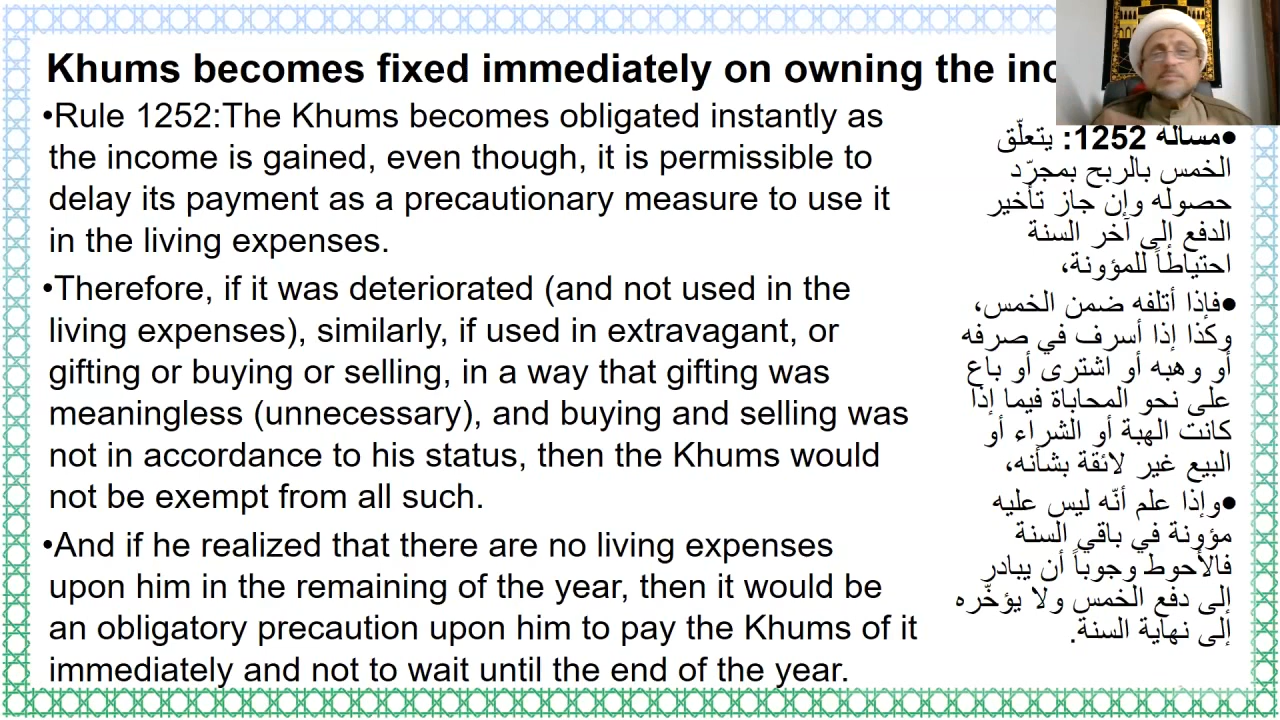 Khums becomes fixed immediately on owning the inc
•Rule 1252:The Khums becomes obligated instantly as
the income is gained, even though, it is permissible to
delay its payment as a precautionary measure to use it
in the living expenses.
•Therefore, if it was deteriorated (and not used in the
living expenses), similarly, if used in extravagant, or
gifting or buying or selling, in a way that gifting was
meaningless (unnecessary), and buying and selling was
not in accordance to his status, then the Khums would
not be exempt from all such.
•And if he realized that there are no living expenses
upon him in the remaining of the year, then it would be
an obligatory precaution upon him to pay the Khums of it
immediately and not to wait until the end of the year.
•مسألة 1252: يتعلّق
الخمس بالربح بمجرّد
حصوله وإن جاز تأخير
الدفع إلى آخر السنة
احتياطاً للمؤونة،
•فإذا أتلفه ضمن الخمس،
وكذا إذا أسرف في صرفه
أو وهبه أو اشترى أو باع
على نحو المحاباة فيما إذا
كانت الهبة أو الشراء أو
البيع غير لائقة بشأنه،
•وإذا علم أنّه ليس عليه
مؤونة في باقي السنة
فالأحوط وجوباً أن يبادر
إلى دفع الخمس ولا يؤخّره
إلى نهاية السنة.